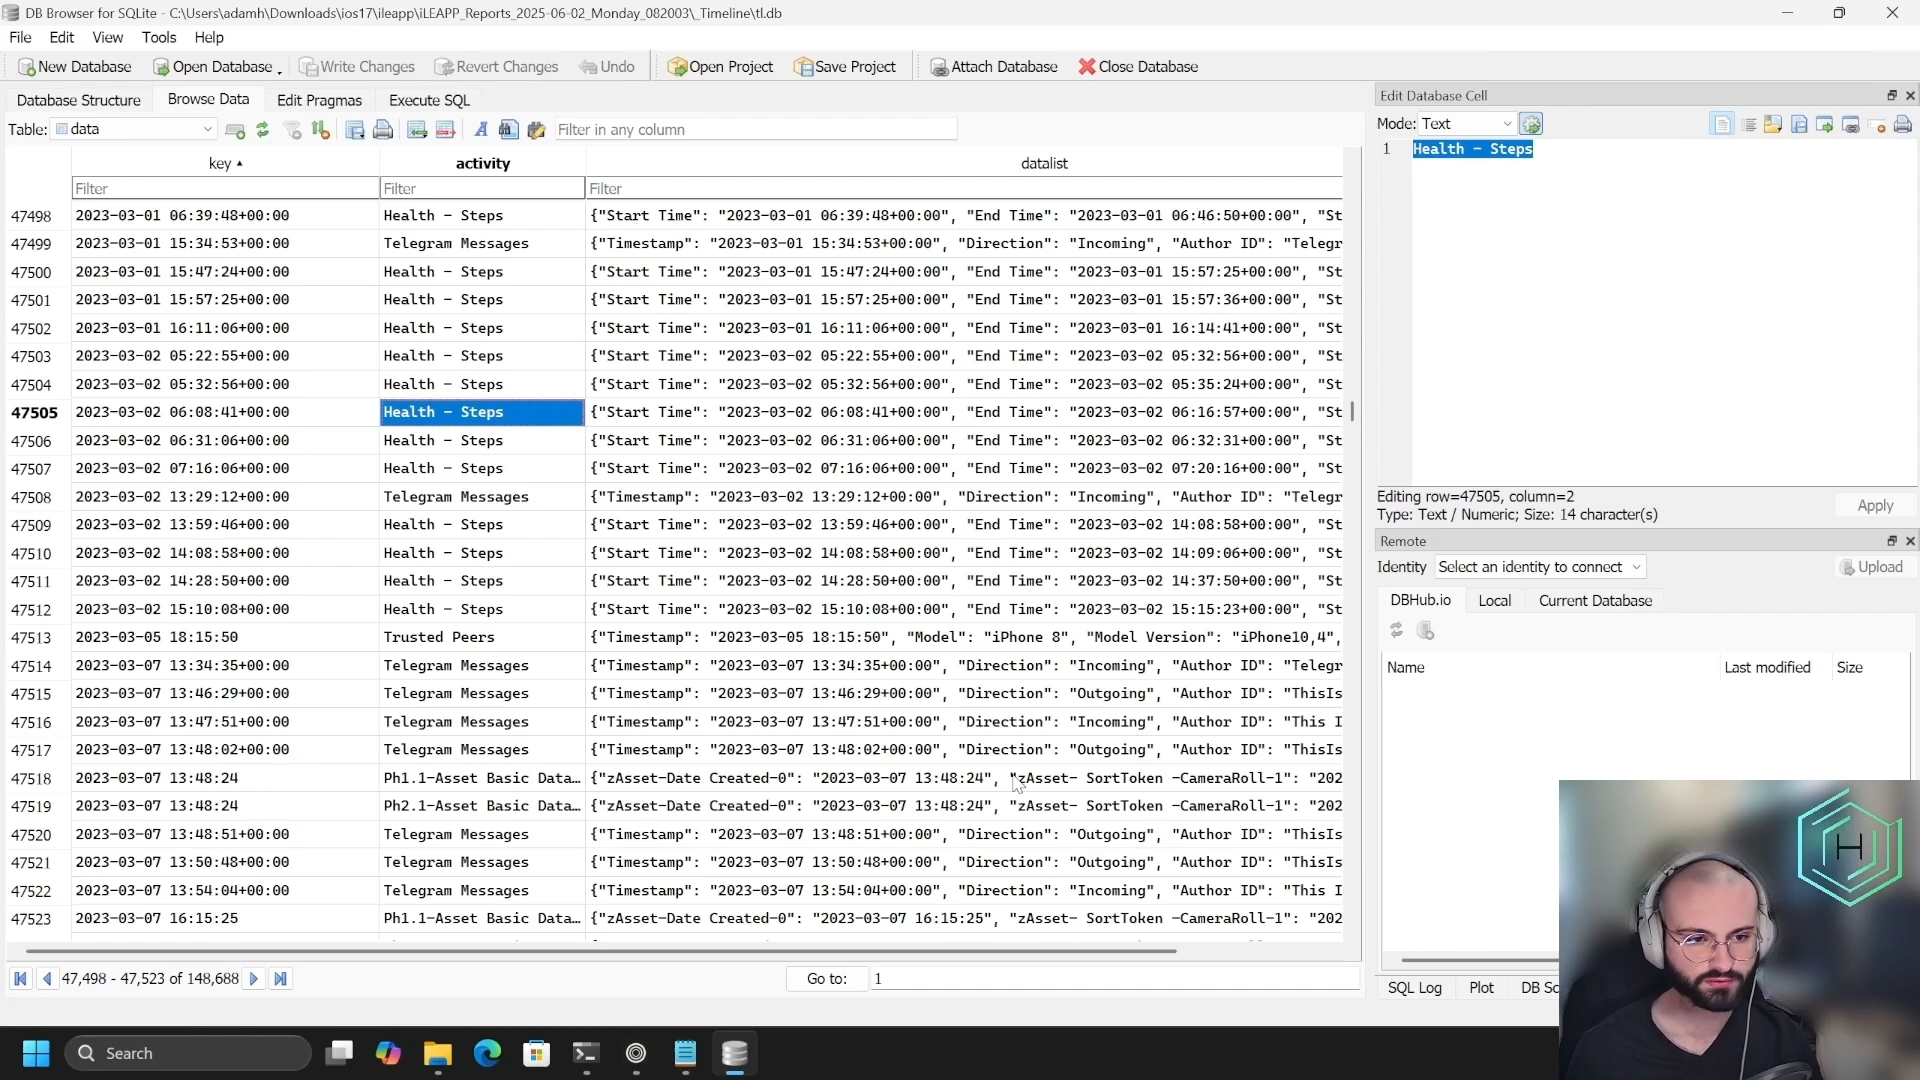 DB Browser for SQLite - C:\Users\adamh\Downloads\ios17\ileapp\iLEAPP_Reports_2025-06-02_Monday_082003\_Timeline\tl.db
File Edit View Tools Help
New Database Open Database Write Changes Revert Changes Undo Open Project Save Project Attach Database Close Database
Database Structure Browse Data Edit Pragmas Execute SQL
Table: data Filter in any column
key activity datalist
Filter Filter Filter
47498 2023-03-01 06:39:48+00:00 Health - Steps {"Start Time": "2023-03-01 06:39:48+00:00", "End Time": "2023-03-01 06:46:50+00:00", "St
47499 2023-03-01 15:34:53+00:00 Telegram Messages {"Timestamp": "2023-03-01 15:34:53+00:00", "Direction": "Incoming", "Author ID": "Telegr
47500 2023-03-01 15:47:24+00:00 Health - Steps {"Start Time": "2023-03-01 15:47:24+00:00", "End Time": "2023-03-01 15:57:25+00:00", "St
47501 2023-03-01 15:57:25+00:00 Health - Steps {"Start Time": "2023-03-01 15:57:25+00:00", "End Time": "2023-03-01 15:57:36+00:00", "St
47502 2023-03-01 16:11:06+00:00 Health - Steps {"Start Time": "2023-03-01 16:11:06+00:00", "End Time": "2023-03-01 16:14:41+00:00", "St
47503 2023-03-02 05:22:55+00:00 Health - Steps {"Start Time": "2023-03-02 05:22:55+00:00", "End Time": "2023-03-02 05:32:56+00:00", "St
47504 2023-03-02 05:32:56+00:00 Health - Steps {"Start Time": "2023-03-02 05:32:56+00:00", "End Time": "2023-03-02 05:35:24+00:00", "St
47505 2023-03-02 06:08:41+00:00 Health - Steps {"Start Time": "2023-03-02 06:08:41+00:00", "End Time": "2023-03-02 06:16:57+00:00", "St
47506 2023-03-02 06:31:06+00:00 Health - Steps {"Start Time": "2023-03-02 06:31:06+00:00", "End Time": "2023-03-02 06:32:31+00:00", "St
47507 2023-03-02 07:16:06+00:00 Health - Steps {"Start Time": "2023-03-02 07:16:06+00:00", "End Time": "2023-03-02 07:20:16+00:00", "St
47508 2023-03-02 13:29:12+00:00 Telegram Messages {"Timestamp": "2023-03-02 13:29:12+00:00", "Direction": "Incoming", "Author ID": "Telegr
47509 2023-03-02 13:59:46+00:00 Health - Steps {"Start Time": "2023-03-02 13:59:46+00:00", "End Time": "2023-03-02 14:08:58+00:00", "St
47510 2023-03-02 14:08:58+00:00 Health - Steps {"Start Time": "2023-03-02 14:08:58+00:00", "End Time": "2023-03-02 14:09:06+00:00", "St
47511 2023-03-02 14:28:50+00:00 Health - Steps {"Start Time": "2023-03-02 14:28:50+00:00", "End Time": "2023-03-02 14:37:50+00:00", "St
47512 2023-03-02 15:10:08+00:00 Health - Steps {"Start Time": "2023-03-02 15:10:08+00:00", "End Time": "2023-03-02 15:15:23+00:00", "St
47513 2023-03-05 18:15:50 Trusted Peers {"Timestamp": "2023-03-05 18:15:50", "Model": "iPhone 8", "Model Version": "iPhone10,4",
47514 2023-03-07 13:34:35+00:00 Telegram Messages {"Timestamp": "2023-03-07 13:34:35+00:00", "Direction": "Incoming", "Author ID": "Telegr
47515 2023-03-07 13:46:29+00:00 Telegram Messages {"Timestamp": "2023-03-07 13:46:29+00:00", "Direction": "Outgoing", "Author ID": "ThisIs
47516 2023-03-07 13:47:51+00:00 Telegram Messages {"Timestamp": "2023-03-07 13:47:51+00:00", "Direction": "Incoming", "Author ID": "This I
47517 2023-03-07 13:48:02+00:00 Telegram Messages {"Timestamp": "2023-03-07 13:48:02+00:00", "Direction": "Outgoing", "Author ID": "ThisIs
47518 2023-03-07 13:48:24 Ph1.1-Asset Basic Data… {"zAsset-Date Created-0": "2023-03-07 13:48:24", "zAsset- SortToken -CameraRoll-1": "202
47519 2023-03-07 13:48:24 Ph2.1-Asset Basic Data… {"zAsset-Date Created-0": "2023-03-07 13:48:24", "zAsset- SortToken -CameraRoll-1": "202
47520 2023-03-07 13:48:51+00:00 Telegram Messages {"Timestamp": "2023-03-07 13:48:51+00:00", "Direction": "Outgoing", "Author ID": "ThisIs
47521 2023-03-07 13:50:48+00:00 Telegram Messages {"Timestamp": "2023-03-07 13:50:48+00:00", "Direction": "Outgoing", "Author ID": "ThisIs
47522 2023-03-07 13:54:04+00:00 Telegram Messages {"Timestamp": "2023-03-07 13:54:04+00:00", "Direction": "Incoming", "Author ID": "This I
47523 2023-03-07 16:15:25 Ph1.1-Asset Basic Data… {"zAsset-Date Created-0": "2023-03-07 16:15:25", "zAsset- SortToken -CameraRoll-1": "202
47,498 - 47,523 of 148,688 Go to: 1
Edit Database Cell
Mode: Text
1 Health - Steps
Editing row=47505, column=2
Type: Text / Numeric; Size: 14 character(s)
Apply
Remote
Identity Select an identity to connect Upload
DBHub.io Local Current Database
Name Last modified Size
SQL Log Plot DB Sc
H
Search